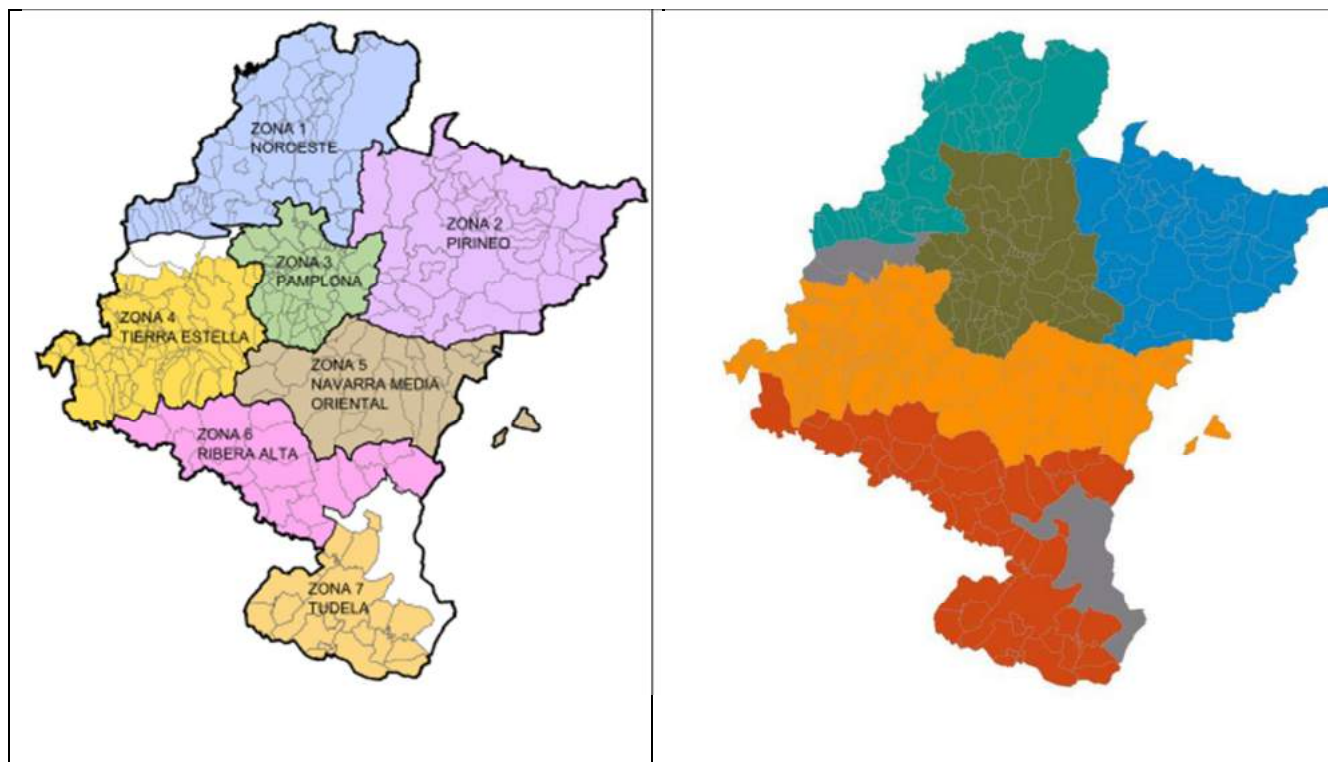 ZONA 1
NOROESTE
ZONA 2
PIRINEO
ZONA 3
PAMPLONA
ZONA 4
TIERRA ESTELLA
ZONA 5
NAVARRA MEDIA
ORIENTAL
ZONA 6
RIBERA ALTA
ZONA 7
TUDELA